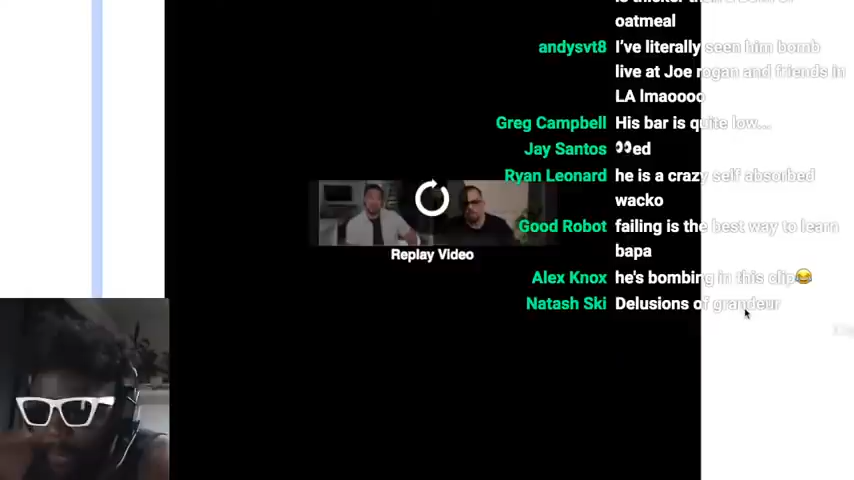 oatmeal
andysvt8 I've literally seen him bomb
live at Joe rogan and friends in
LA lmaoooo
Greg Campbell His bar is quite low...
Jay Santos 👀ed
Ryan Leonard he is a crazy self absorbed
wacko
Good Robot failing is the best way to learn
bapa
Alex Knox he's bombing in this clip😂
Natash Ski Delusions of grandeur
Replay Video